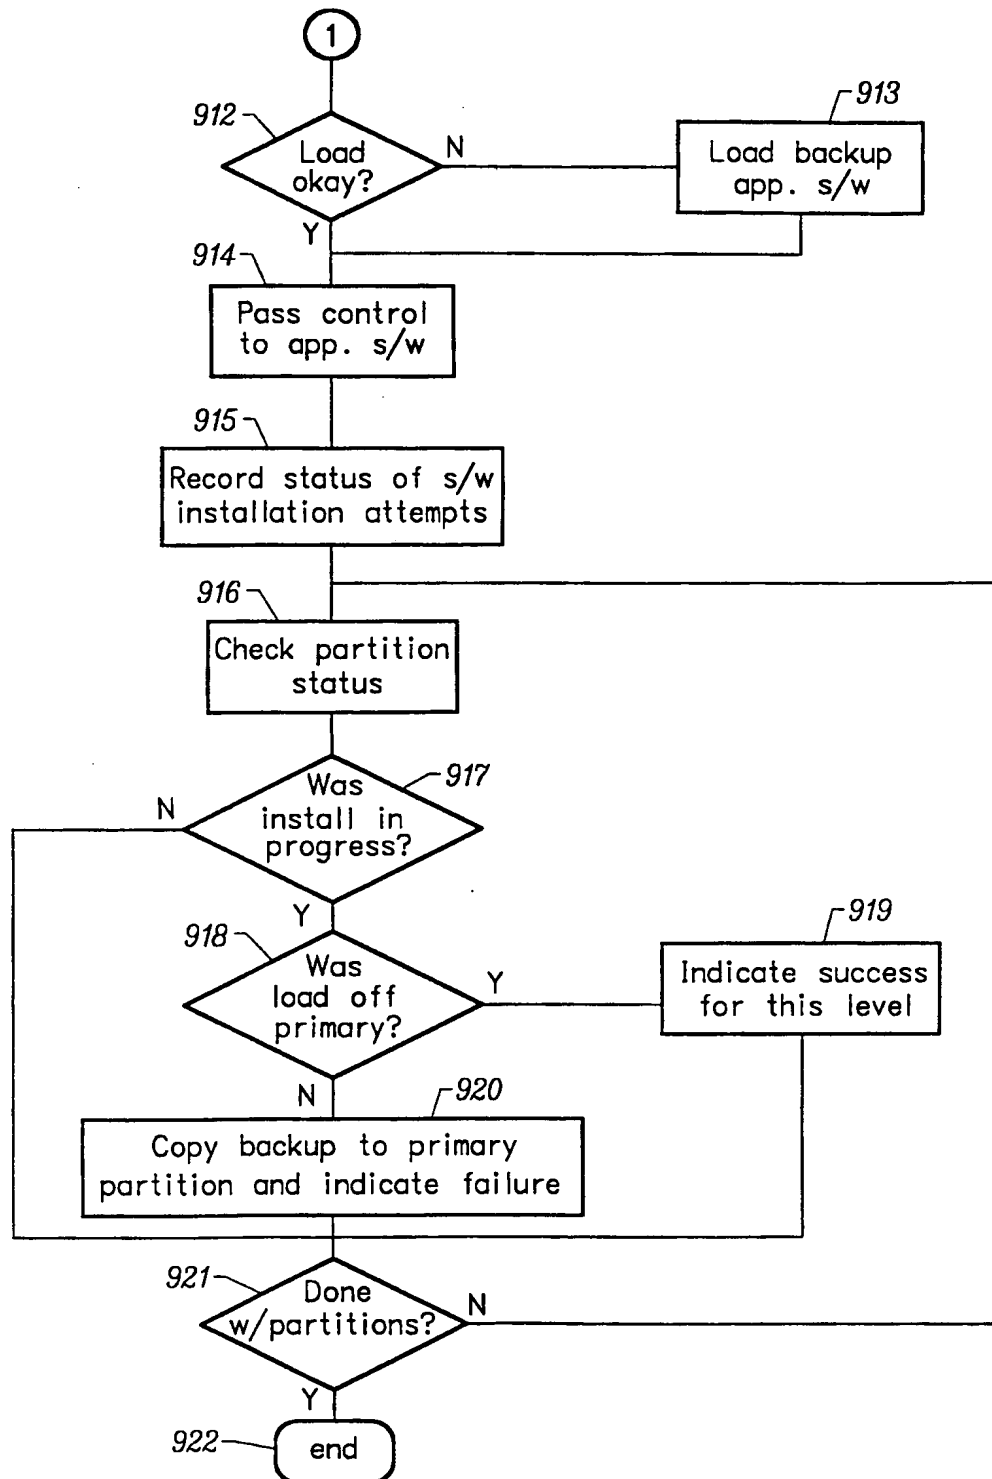 1
912
Load
okay?
N
Y
913
Load backup
app. s/w
914
Pass control
to app. s/w
915
Record status of s/w
installation attempts
916
Check partition
status
917
Was
install in
progress?
N
Y
918
Was
load off
primary?
Y
N
919
Indicate success
for this level
920
Copy backup to primary
partition and indicate failure
921
Done
w/partitions?
N
Y
922
end